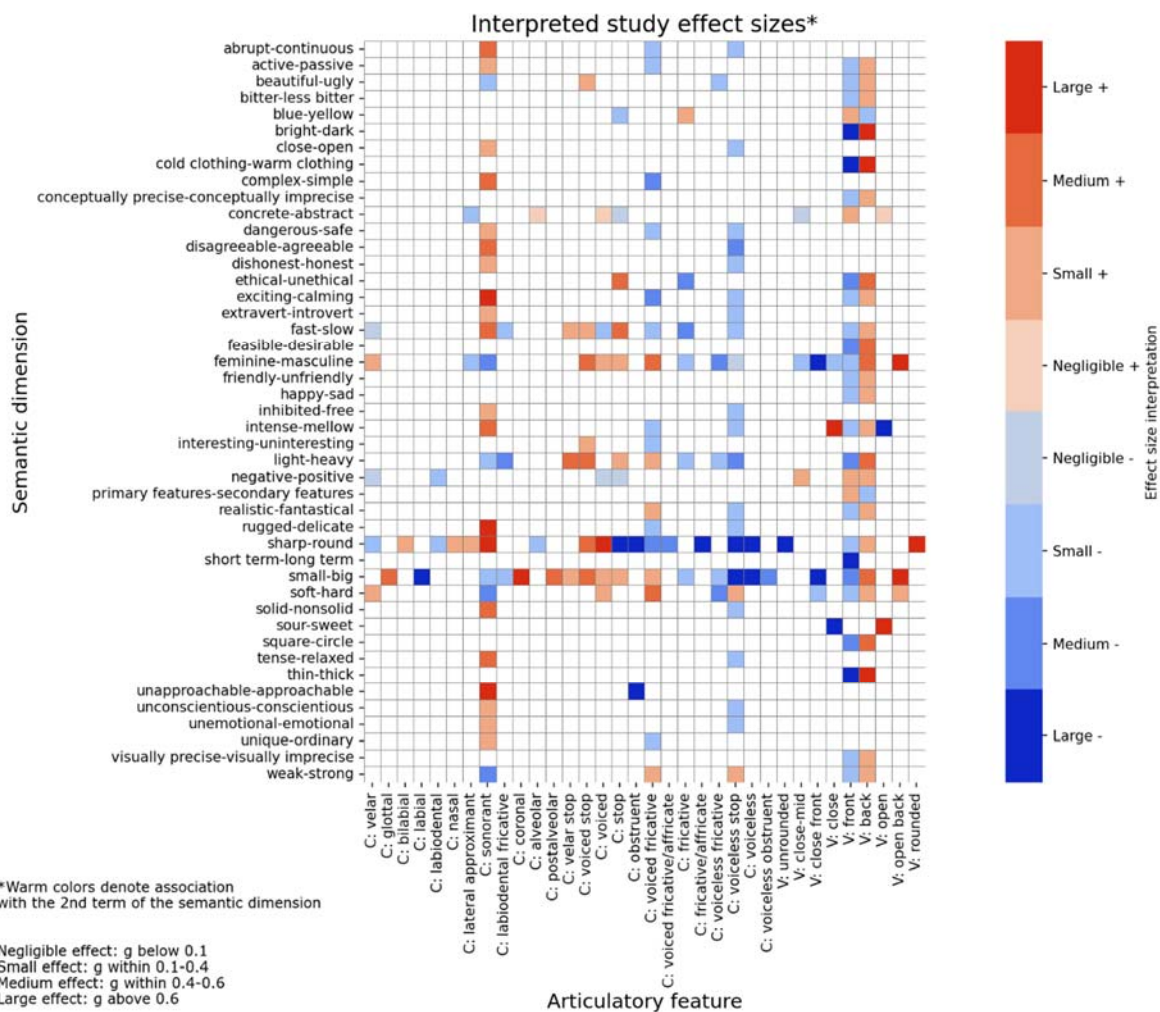 Interpreted study effect sizes*
abrupt-continuous
active-passive
beautiful-ugly
bitter-less bitter
blue-yellow
bright-dark
close-open
cold clothing-warm clothing
complex-simple
conceptually precise-conceptually imprecise
concrete-abstract
dangerous-safe
disagreeable-agreeable
dishonest-honest
ethical-unethical
exciting-calming
extravert-introvert
fast-slow
feasible-desirable
feminine-masculine
friendly-unfriendly
happy-sad
inhibited-free
intense-mellow
interesting-uninteresting
light-heavy
negative-positive
primary features-secondary features
realistic-fantastical
rugged-delicate
sharp-round
short term-long term
small-big
soft-hard
solid-nonsolid
sour-sweet
square-circle
tense-relaxed
thin-thick
unapproachable-approachable
unconscientious-conscientious
unemotional-emotional
unique-ordinary
visually precise-visually imprecise
weak-strong
Semantic dimension
C: velar
C: glottal
C: bilabial
C: labial
C: labiodental
C: nasal
C: lateral approximant
C: sonorant
C: labiodental fricative
C: coronal
C: alveolar
C: postalveolar
C: velar stop
C: voiced stop
C: voiced
C: stop
C: obstruent
C: voiced fricative
C: voiced fricative/affricate
C: fricative
C: fricative/affricate
C: voiceless fricative
C: voiceless stop
C: voiceless
C: voiceless obstruent
V: unrounded
V: close-mid
V: close front
V: close
V: front
V: back
V: open
V: open back
V: rounded
Articulatory feature
Large +
Medium +
Small +
Negligible +
Negligible -
Small -
Medium -
Large -
Effect size interpretation
*Warm colors denote association
with the 2nd term of the semantic dimension
Negligible effect: g below 0.1
Small effect: g within 0.1-0.4
Medium effect: g within 0.4-0.6
Large effect: g above 0.6